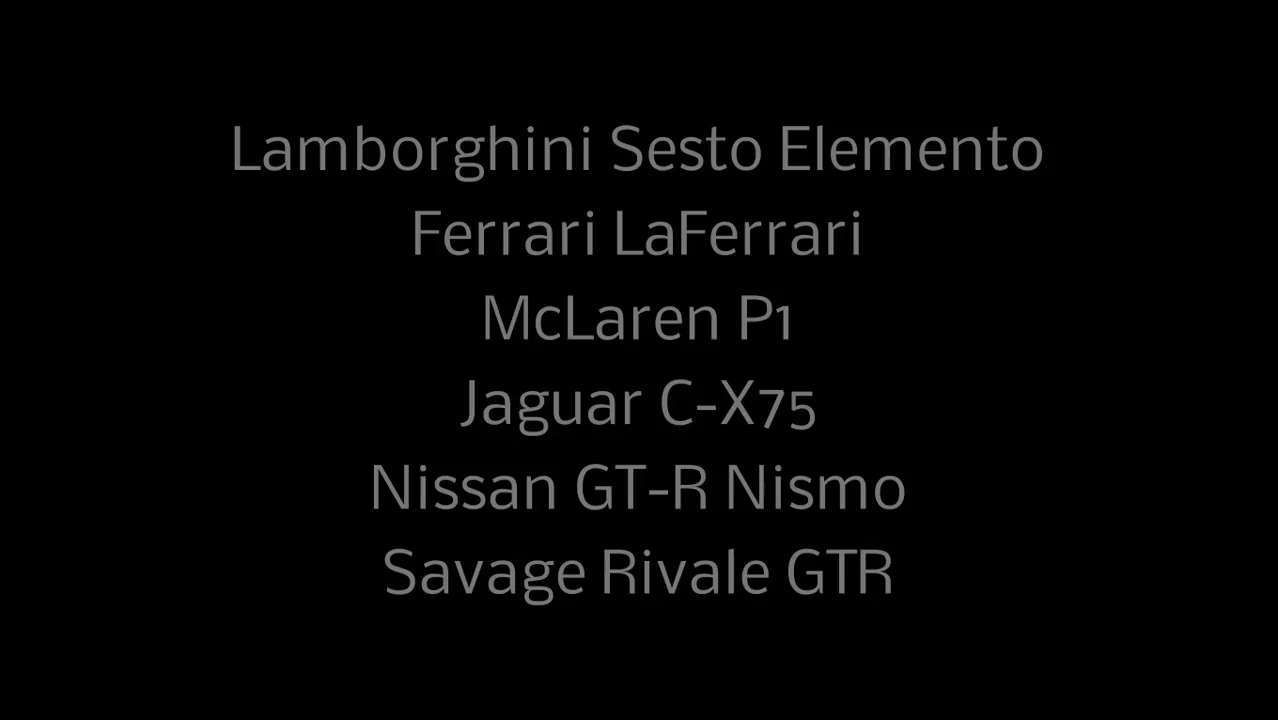 Lamborghini Sesto Elemento
Ferrari LaFerrari
McLaren P1
Jaguar C-X75
Nissan GT-R Nismo
Savage Rivale GTR